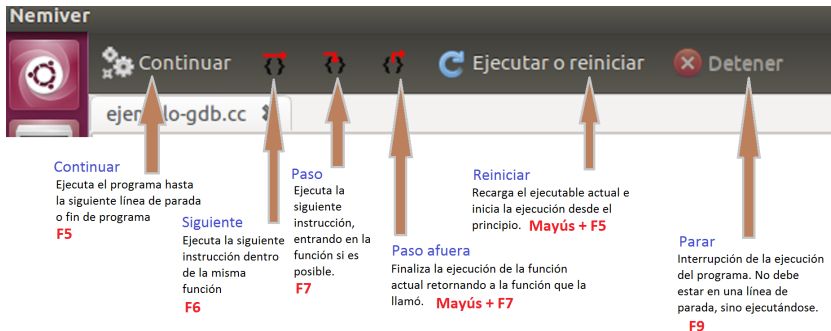 Nemiver
Continuar
Ejecutar o reiniciar
Detener
Continuar
Ejecuta el programa hasta
la siguiente línea de parada
o fin de programa
F5
Siguiente
Ejecuta la siguiente
instrucción dentro
de la misma
función
F6
Paso
Ejecuta la
siguiente
instrucción,
entrando en la
función si es
posible.
F7
Paso afuera
Finaliza la ejecución de la función
actual retornando a la función que la
llamó. Mayús + F7
Reiniciar
Recarga el ejecutable actual e
inicia la ejecución desde el
principio. Mayús + F5
Parar
Interrupción de la ejecución
del programa. No debe
estar en una línea de
parada, sino ejecutándose.
F9